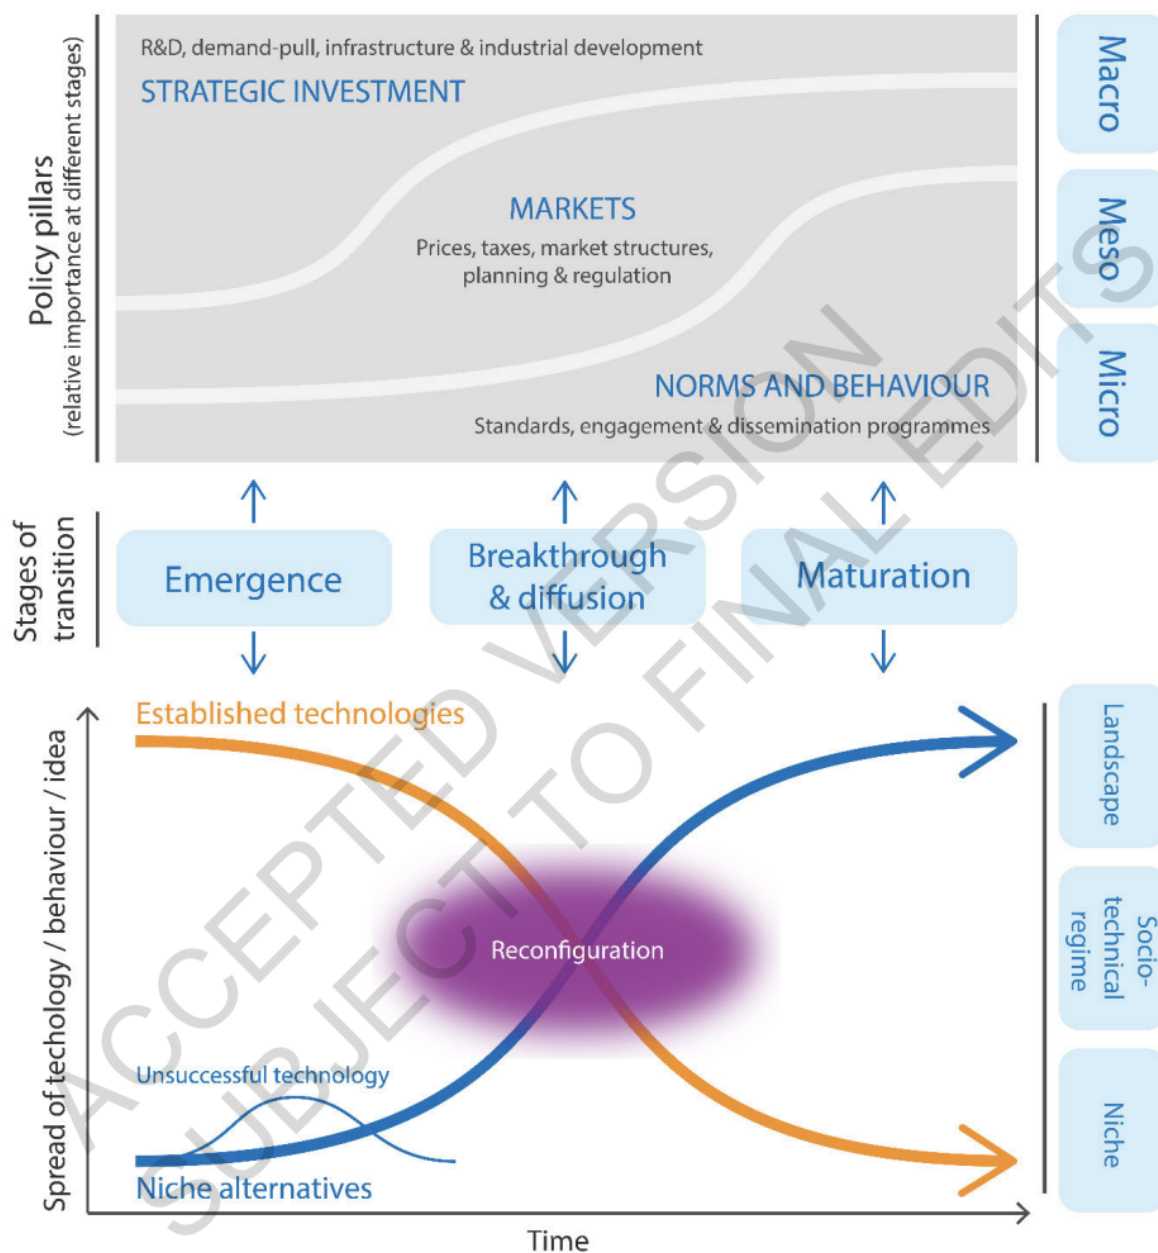 R&D, demand-pull, infrastructure & industrial development
STRATEGIC INVESTMENT
MARKETS
Prices, taxes, market structures,
planning & regulation
NORMS AND BEHAVIOUR
Standards, engagement & dissemination programmes
Policy pillars
(relative importance at different stages)
Macro
Meso
Micro
Stages of
transition
Emergence
Breakthrough
& diffusion
Maturation
Spread of techology / behaviour / idea
Established technologies
Reconfiguration
Unsuccessful technology
Niche alternatives
Time
Landscape
Socio-
technical
regime
Niche
ACCEPTED VERSION
SUBJECT TO FINAL EDITS